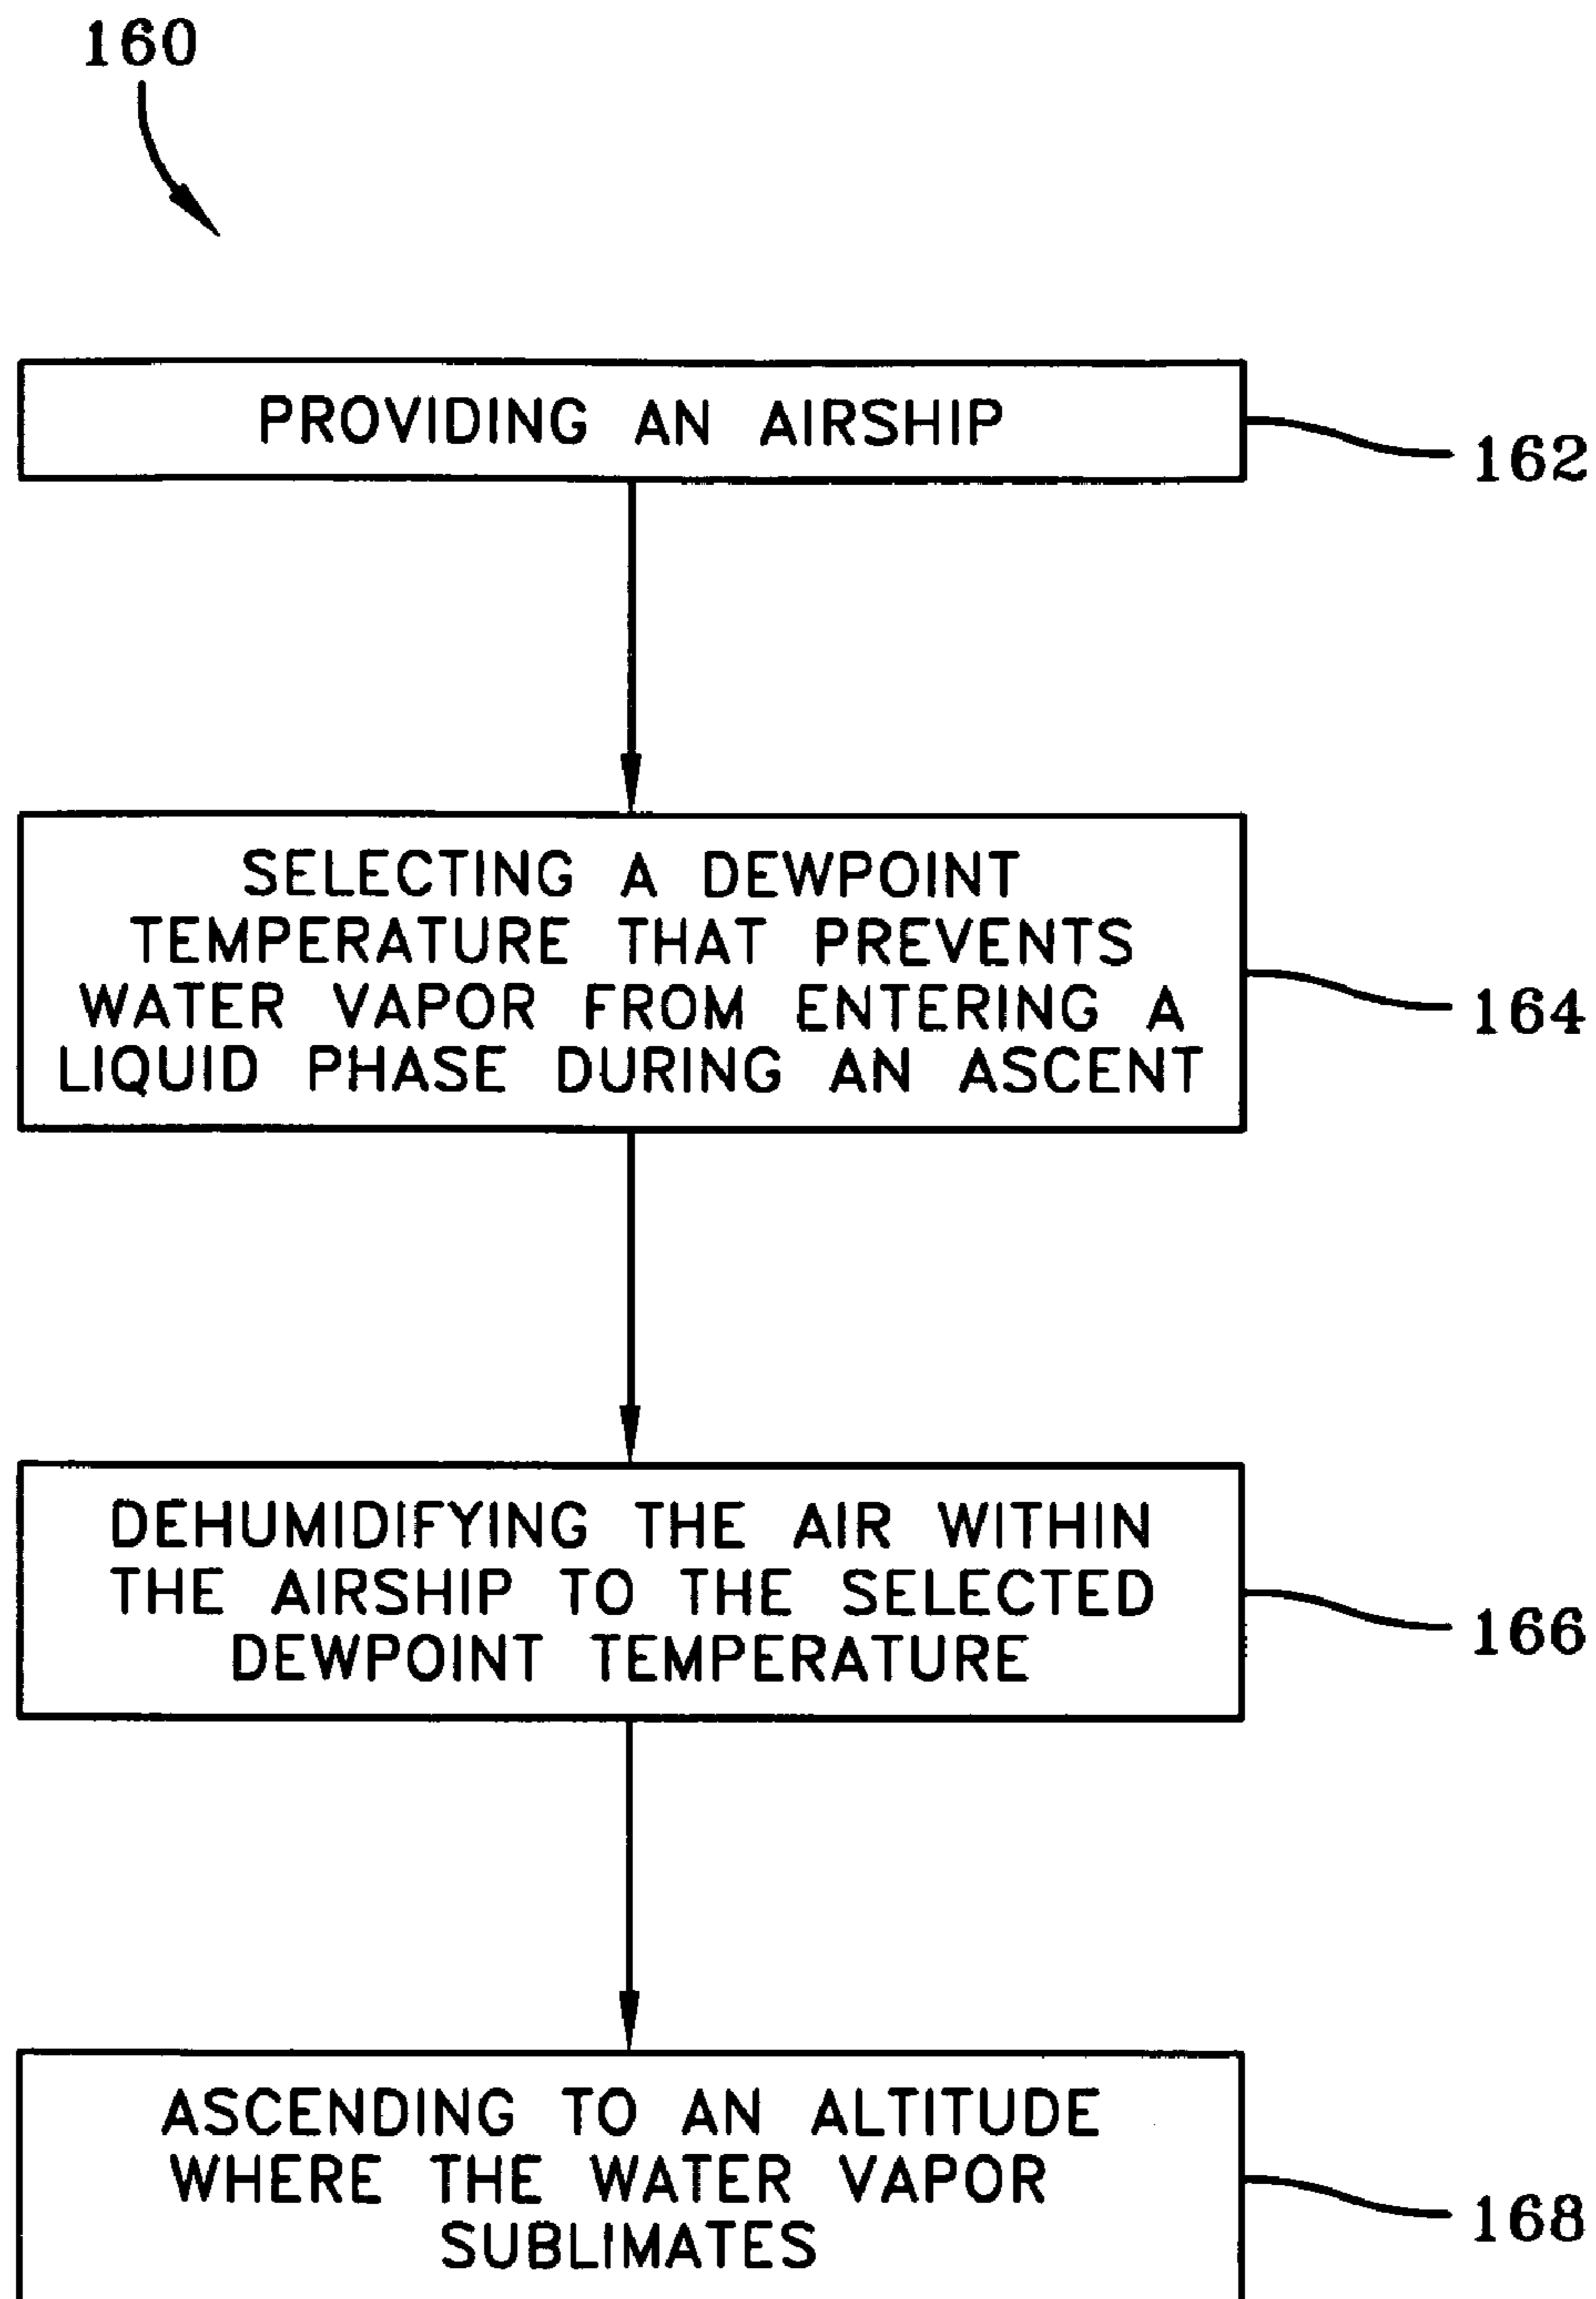 160
PROVIDING AN AIRSHIP
162
SELECTING A DEWPOINT
TEMPERATURE THAT PREVENTS
WATER VAPOR FROM ENTERING A
LIQUID PHASE DURING AN ASCENT
164
DEHUMIDIFYING THE AIR WITHIN
THE AIRSHIP TO THE SELECTED
DEWPOINT TEMPERATURE
166
ASCENDING TO AN ALTITUDE
WHERE THE WATER VAPOR
SUBLIMATES
168